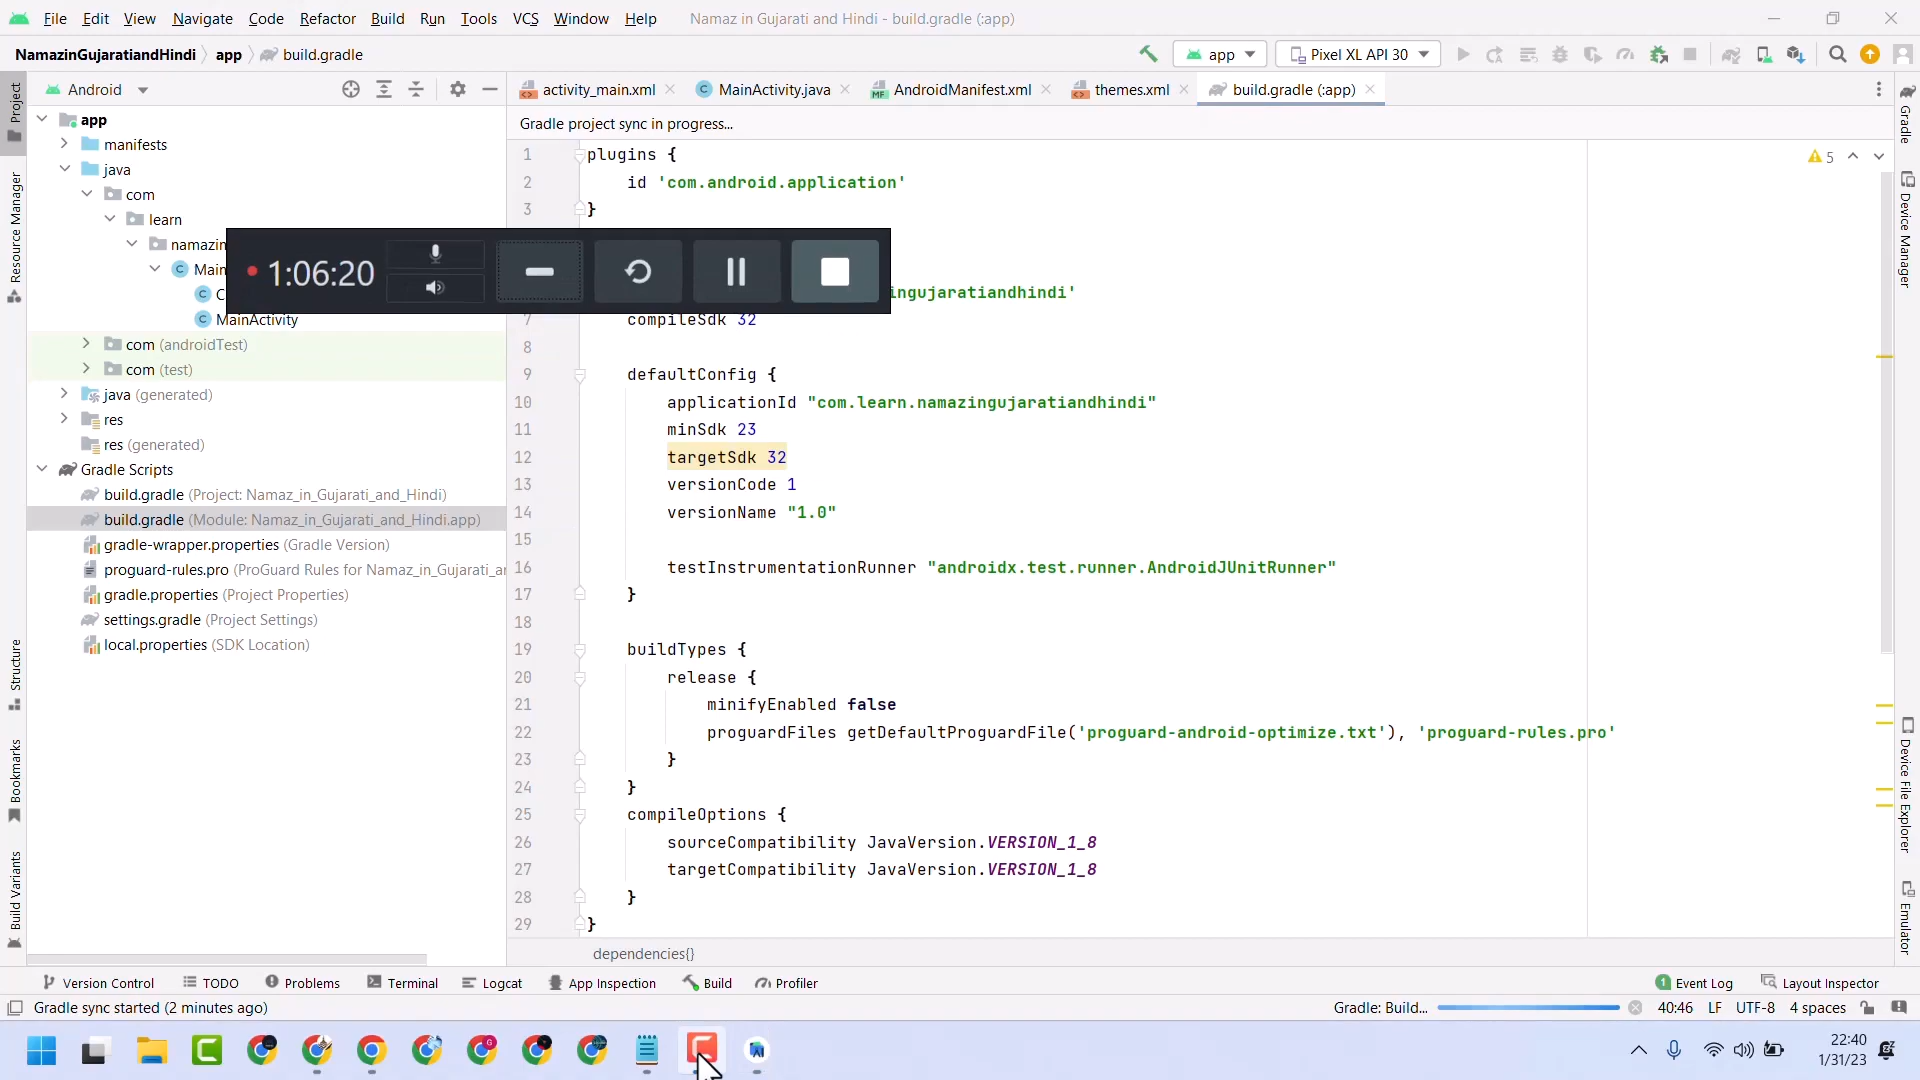 File Edit View Navigate Code Refactor Build Run Tools VCS Window Help Namaz in Gujarati and Hindi - build.gradle (:app)
NamazinGujaratiandHindi app build.gradle app Pixel XL API 30
Android activity_main.xml MainActivity.java AndroidManifest.xml themes.xml build.gradle (:app)
Gradle project sync in progress...
Project
Resource Manager
Structure
Bookmarks
Build Variants
app
manifests
java
com
learn
namazin
Main
C
MainActivity
com (androidTest)
com (test)
java (generated)
res
res (generated)
Gradle Scripts
build.gradle (Project: Namaz_in_Gujarati_and_Hindi)
build.gradle (Module: Namaz_in_Gujarati_and_Hindi.app)
gradle-wrapper.properties (Gradle Version)
proguard-rules.pro (ProGuard Rules for Namaz_in_Gujarati_ar
gradle.properties (Project Properties)
settings.gradle (Project Settings)
local.properties (SDK Location)
1:06:20
5
1 plugins {
2 id 'com.android.application'
3 }
ingujaratiandhindi'
7 compileSdk 32
8
9 defaultConfig {
10 applicationId "com.learn.namazingujaratiandhindi"
11 minSdk 23
12 targetSdk 32
13 versionCode 1
14 versionName "1.0"
15
16 testInstrumentationRunner "androidx.test.runner.AndroidJUnitRunner"
17 }
18
19 buildTypes {
20 release {
21 minifyEnabled false
22 proguardFiles getDefaultProguardFile('proguard-android-optimize.txt'), 'proguard-rules.pro'
23 }
24 }
25 compileOptions {
26 sourceCompatibility JavaVersion.VERSION_1_8
27 targetCompatibility JavaVersion.VERSION_1_8
28 }
29 }
dependencies{}
Gradle
Device Manager
Device File Explorer
Emulator
Version Control TODO Problems Terminal Logcat App Inspection Build Profiler 1 Event Log Layout Inspector
Gradle sync started (2 minutes ago) Gradle: Build... 40:46 LF UTF-8 4 spaces
22:40
1/31/23